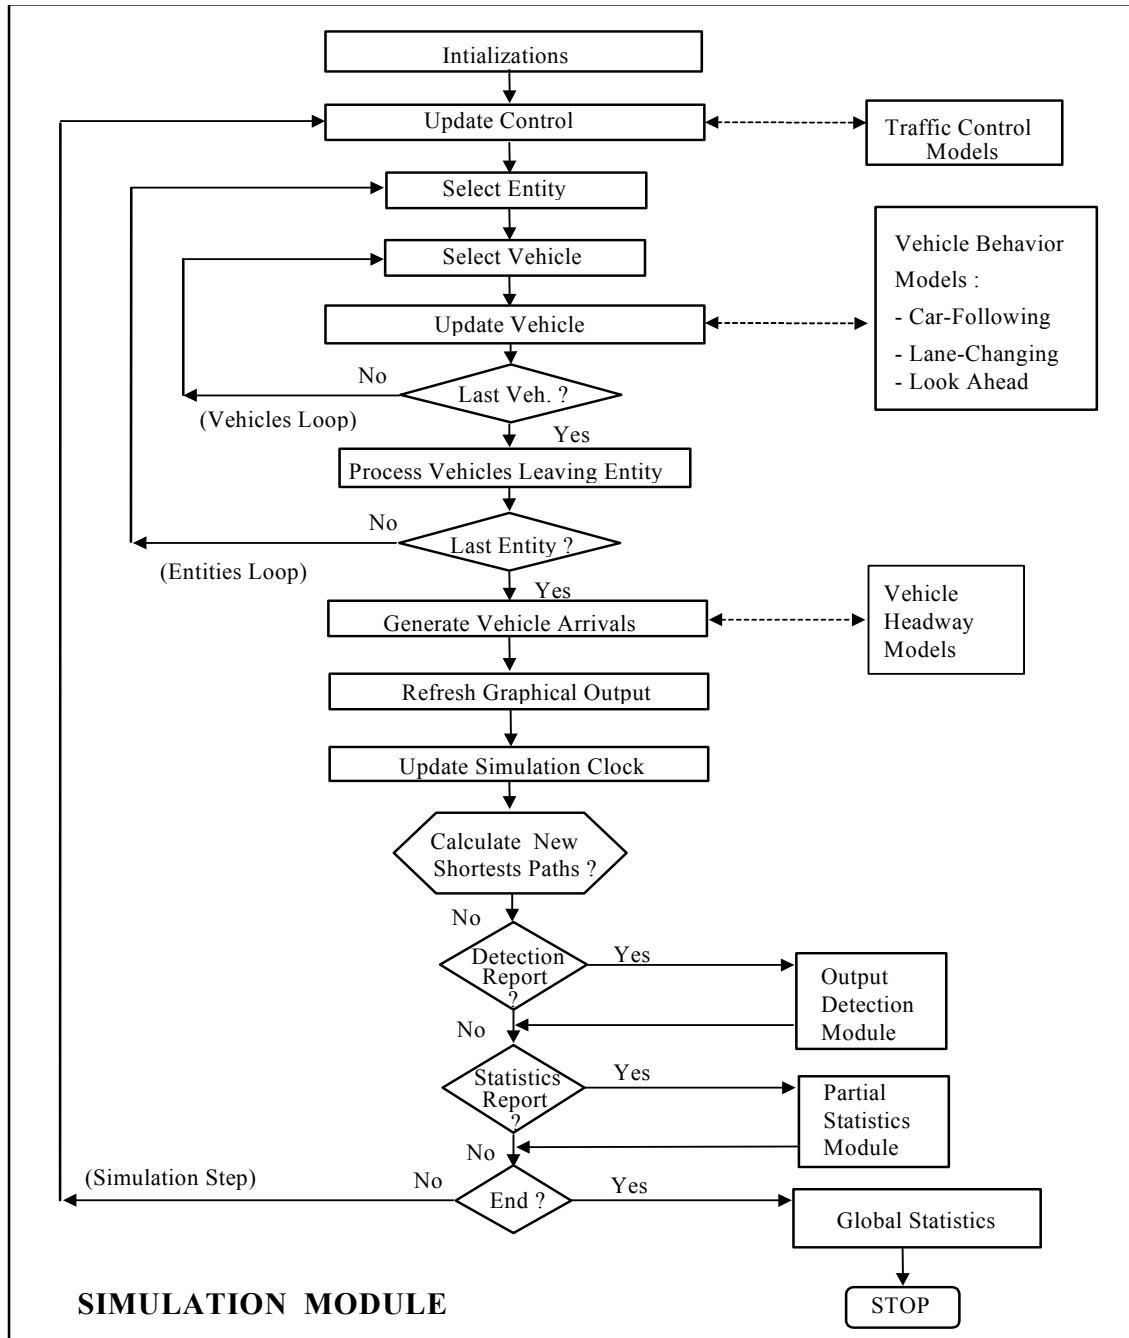 Intializations
Update Control
Traffic Control
Models
Select Entity
Select Vehicle
Vehicle Behavior
Models :
- Car-Following
- Lane-Changing
- Look Ahead
Update Vehicle
No
Last Veh. ?
(Vehicles Loop)
Yes
Process Vehicles Leaving Entity
No
Last Entity ?
(Entities Loop)
Yes
Generate Vehicle Arrivals
Vehicle
Headway
Models
Refresh Graphical Output
Update Simulation Clock
Calculate New
Shortests Paths ?
No
Detection
Report
?
Yes
Output
Detection
Module
No
Statistics
Report
?
Yes
Partial
Statistics
Module
No
(Simulation Step)
No
End ?
Yes
Global Statistics
STOP
SIMULATION MODULE